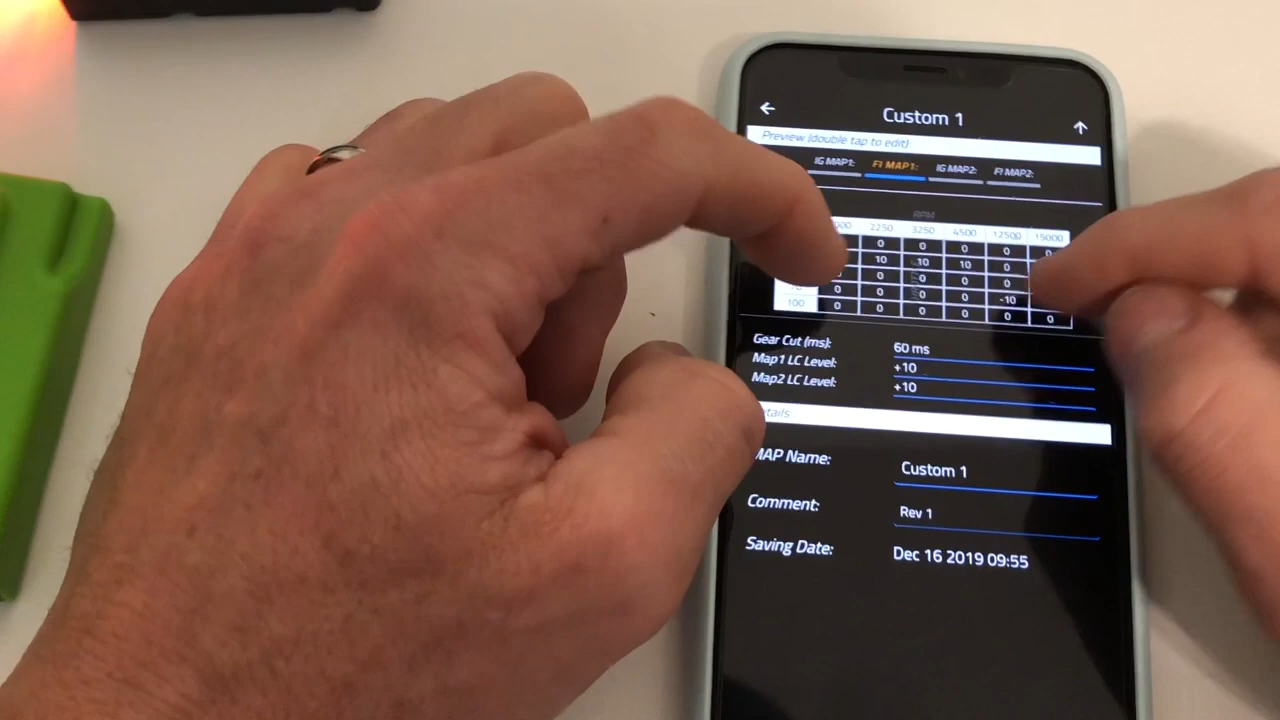 Custom 1
Preview (double tap to edit):
IG MAP1: FI MAP1: IG MAP2: FI MAP2:
RPM
2250 3250 4500 12500 15000
0 0 0 0 0
10 10 10 0
0 0 0 0 0
0 0 0 0 -10
100 0 0 0 0 0 0
Gear Cut (ms): 60 ms
Map1 LC Level: +10
Map2 LC Level: +10
MAP Name: Custom 1
Comment: Rev 1
Saving Date: Dec 16 2019 09:55